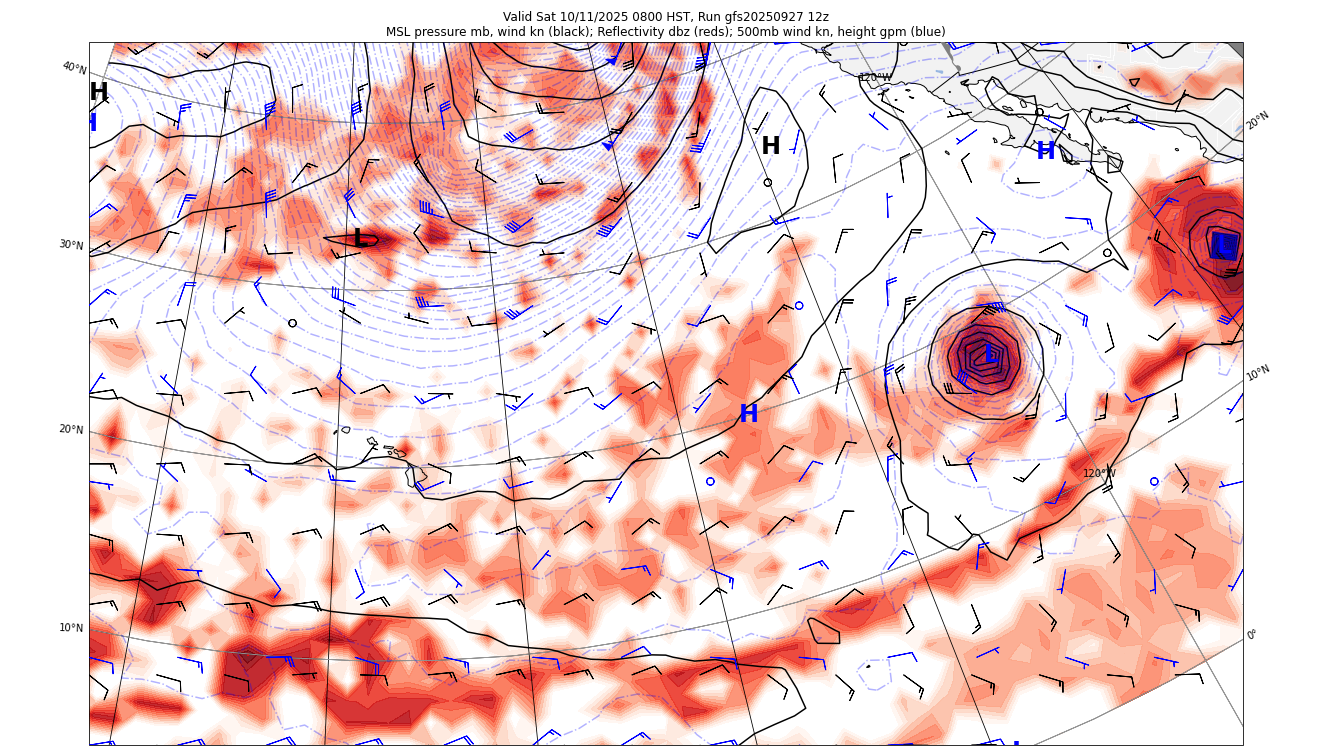 Valid Sat 10/11/2025 0800 HST, Run gfs20250927 12z
MSL pressure mb, wind kn (black); Reflectivity dbz (reds); 500mb wind kn, height gpm (blue)
40°N
120°W
H
H
20°N
H
H
30°N
L
L
L
10°N
H
20°N
120°W
10°N
0°